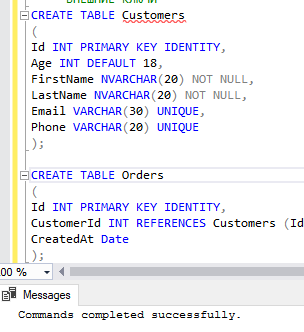 CREATE TABLE Customers
(
Id INT PRIMARY KEY IDENTITY,
Age INT DEFAULT 18,
FirstName NVARCHAR(20) NOT NULL,
LastName NVARCHAR(20) NOT NULL,
Email VARCHAR(30) UNIQUE,
Phone VARCHAR(20) UNIQUE
);
CREATE TABLE Orders
(
Id INT PRIMARY KEY IDENTITY,
CustomerId INT REFERENCES Customers (Id
CreatedAt Date
);
00 %
Messages
Commands completed successfully.